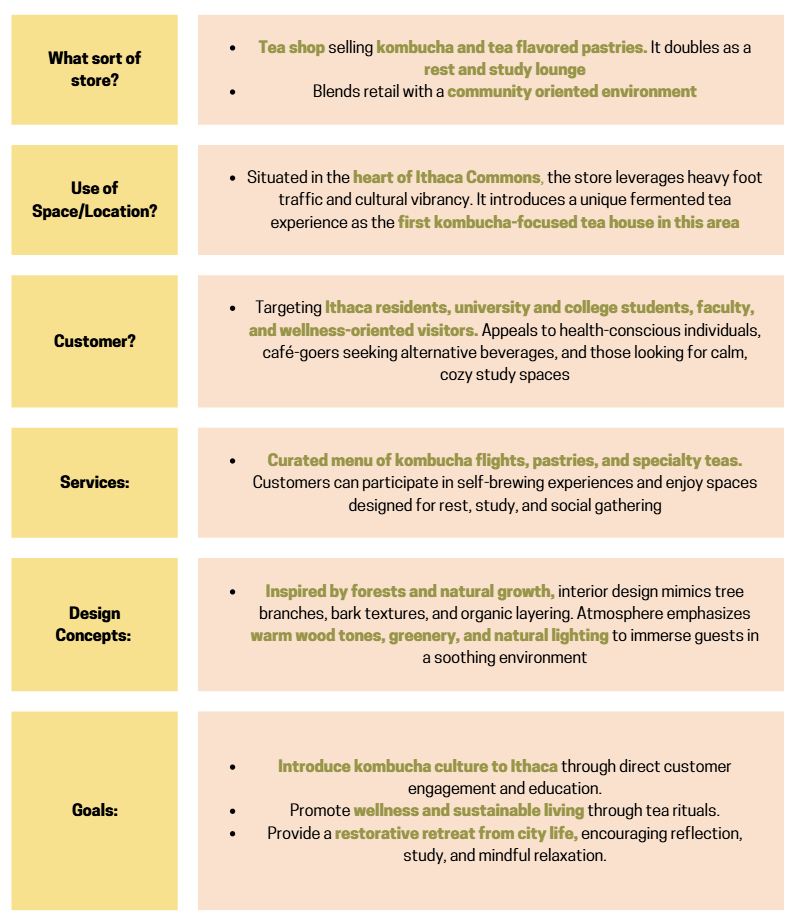 What sort of
store?
• Tea shop selling kombucha and tea flavored pastries. It doubles as a
rest and study lounge
• Blends retail with a community oriented environment
Use of
Space/Location?
• Situated in the heart of Ithaca Commons, the store leverages heavy foot
traffic and cultural vibrancy. It introduces a unique fermented tea
experience as the first kombucha-focused tea house in this area
Customer?
• Targeting Ithaca residents, university and college students, faculty,
and wellness-oriented visitors. Appeals to health-conscious individuals,
café-goers seeking alternative beverages, and those looking for calm,
cozy study spaces
Services:
• Curated menu of kombucha flights, pastries, and specialty teas.
Customers can participate in self-brewing experiences and enjoy spaces
designed for rest, study, and social gathering
Design
Concepts:
• Inspired by forests and natural growth, interior design mimics tree
branches, bark textures, and organic layering. Atmosphere emphasizes
warm wood tones, greenery, and natural lighting to immerse guests in
a soothing environment
Goals:
• Introduce kombucha culture to Ithaca through direct customer
engagement and education.
• Promote wellness and sustainable living through tea rituals.
• Provide a restorative retreat from city life, encouraging reflection,
study, and mindful relaxation.